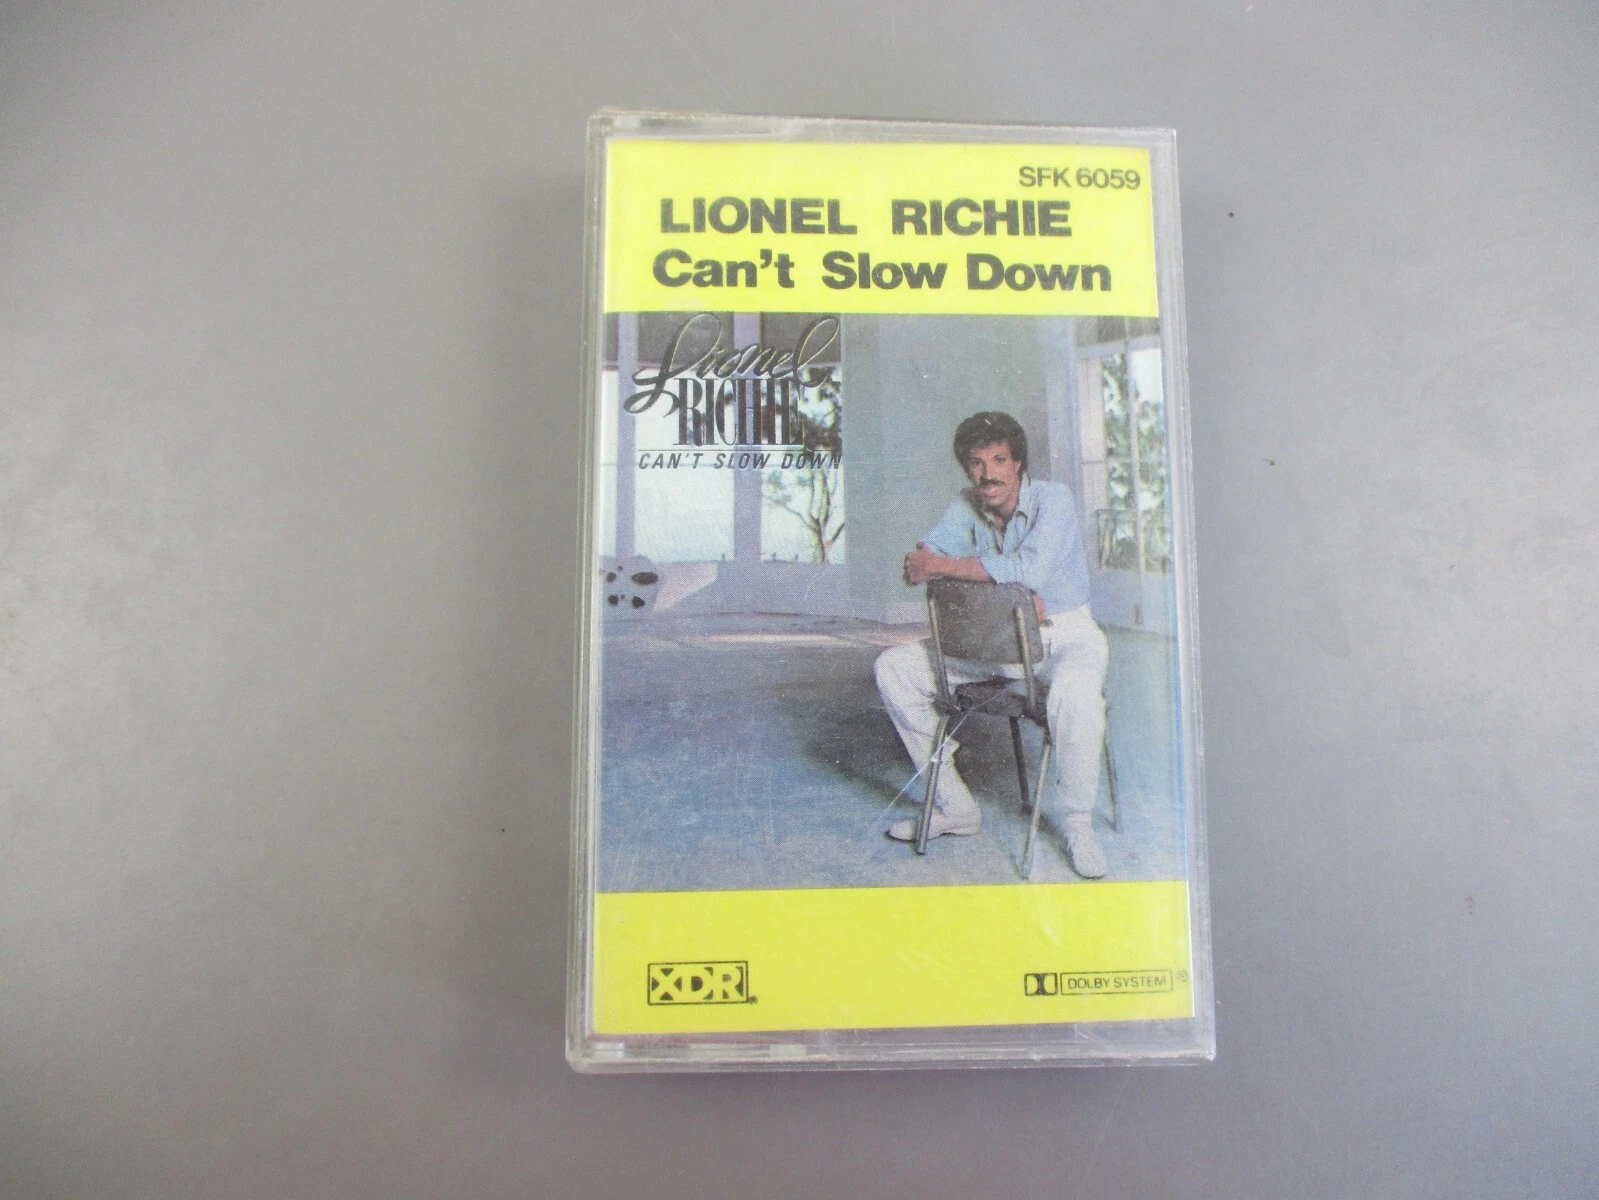 SFK 6059
LIONEL RICHIE
Can't Slow Down
Lionel
RICHIE
CAN'T SLOW DOWN
XDR®
DOLBY SYSTEM ®